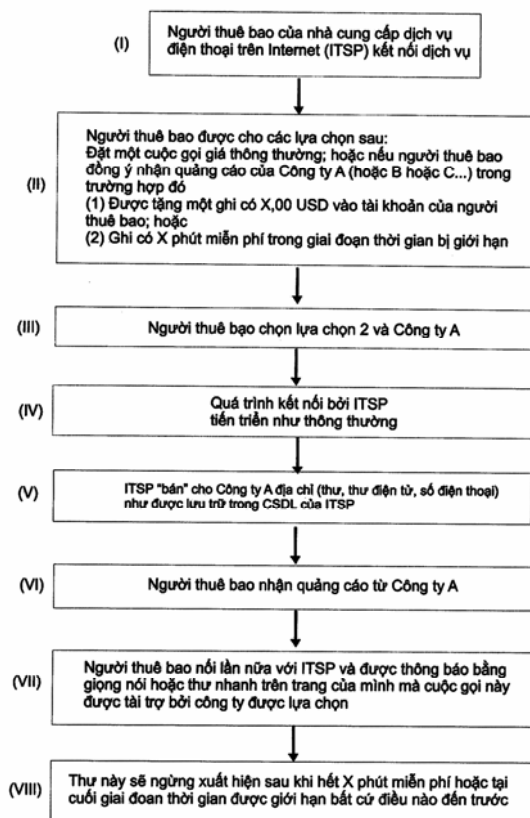 (I)
Người thuê bao của nhà cung cấp dịch vụ
điện thoại trên Internet (ITSP) kết nối dịch vụ
(II)
Người thuê bao được cho các lựa chọn sau:
Đặt một cuộc gọi giá thông thường; hoặc nếu người thuê bao
đồng ý nhận quảng cáo của Công ty A (hoặc B hoặc C...) trong
trường hợp đó
(1) Được tặng một ghi có X,00 USD vào tài khoản của người
thuê bao; hoặc
(2) Ghi có X phút miễn phí trong giai đoạn thời gian bị giới hạn
(III)
Người thuê bạo chọn lựa chọn 2 và Công ty A
(IV)
Quá trình kết nối bởi ITSP
tiến triển như thông thường
(V)
ITSP "bán" cho Công ty A địa chỉ (thư, thư điện tử, số điện thoại)
như được lưu trữ trong CSDL của ITSP
(VI)
Người thuê bao nhận quảng cáo từ Công ty A
(VII)
Người thuê bao nối lần nữa với ITSP và được thông báo bằng
giọng nói hoặc thư nhanh trên trang của mình mà cuộc gọi này
được tài trợ bởi công ty được lựa chọn
(VIII)
Thư này sẽ ngừng xuất hiện sau khi hết X phút miễn phí hoặc tại
cuối giai đoan thời gian được giới hạn bất cứ điều nào đến trước